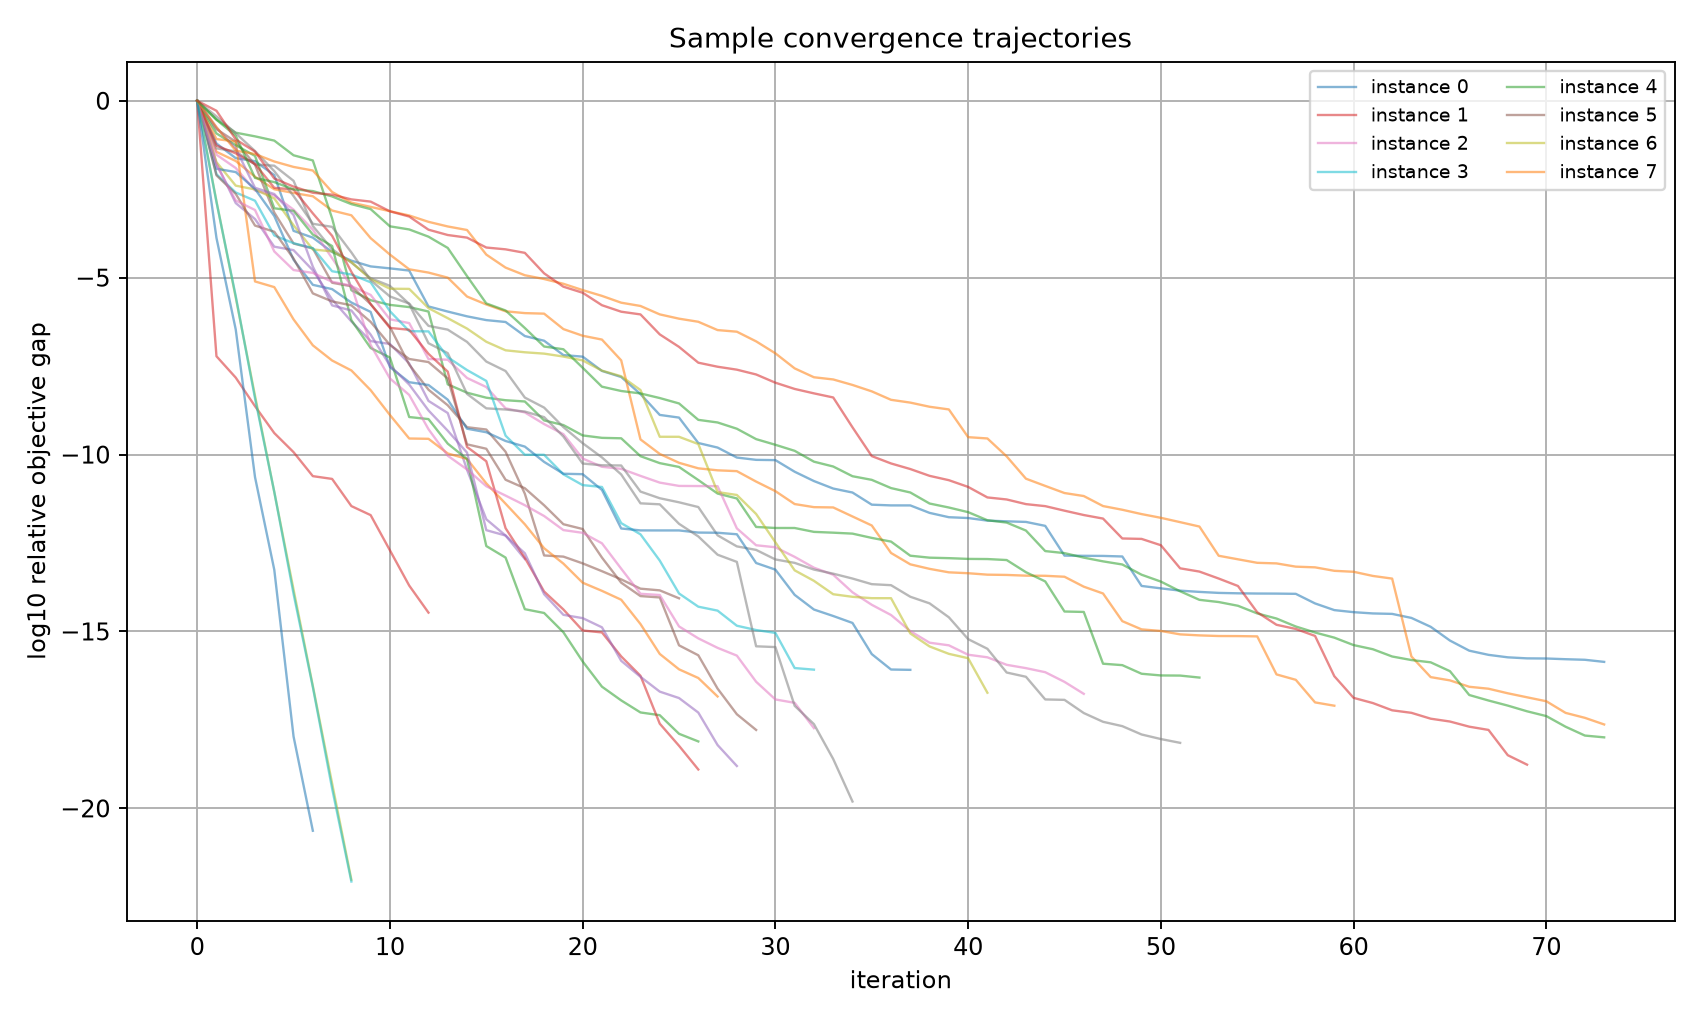 Sample convergence trajectories
instance 0
instance 1
instance 2
instance 3
instance 4
instance 5
instance 6
instance 7
log10 relative objective gap
0
−5
−10
−15
−20
0 10 20 30 40 50 60 70
iteration